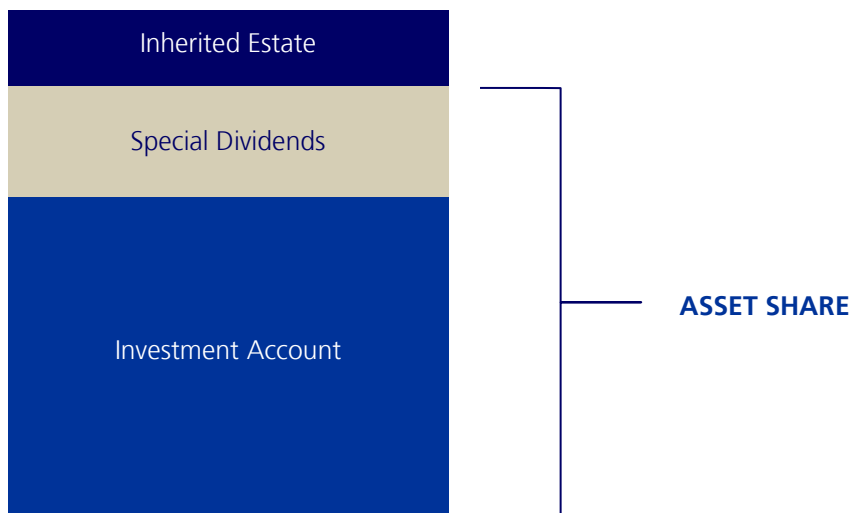 Inherited Estate
Special Dividends
ASSET SHARE
Investment Account